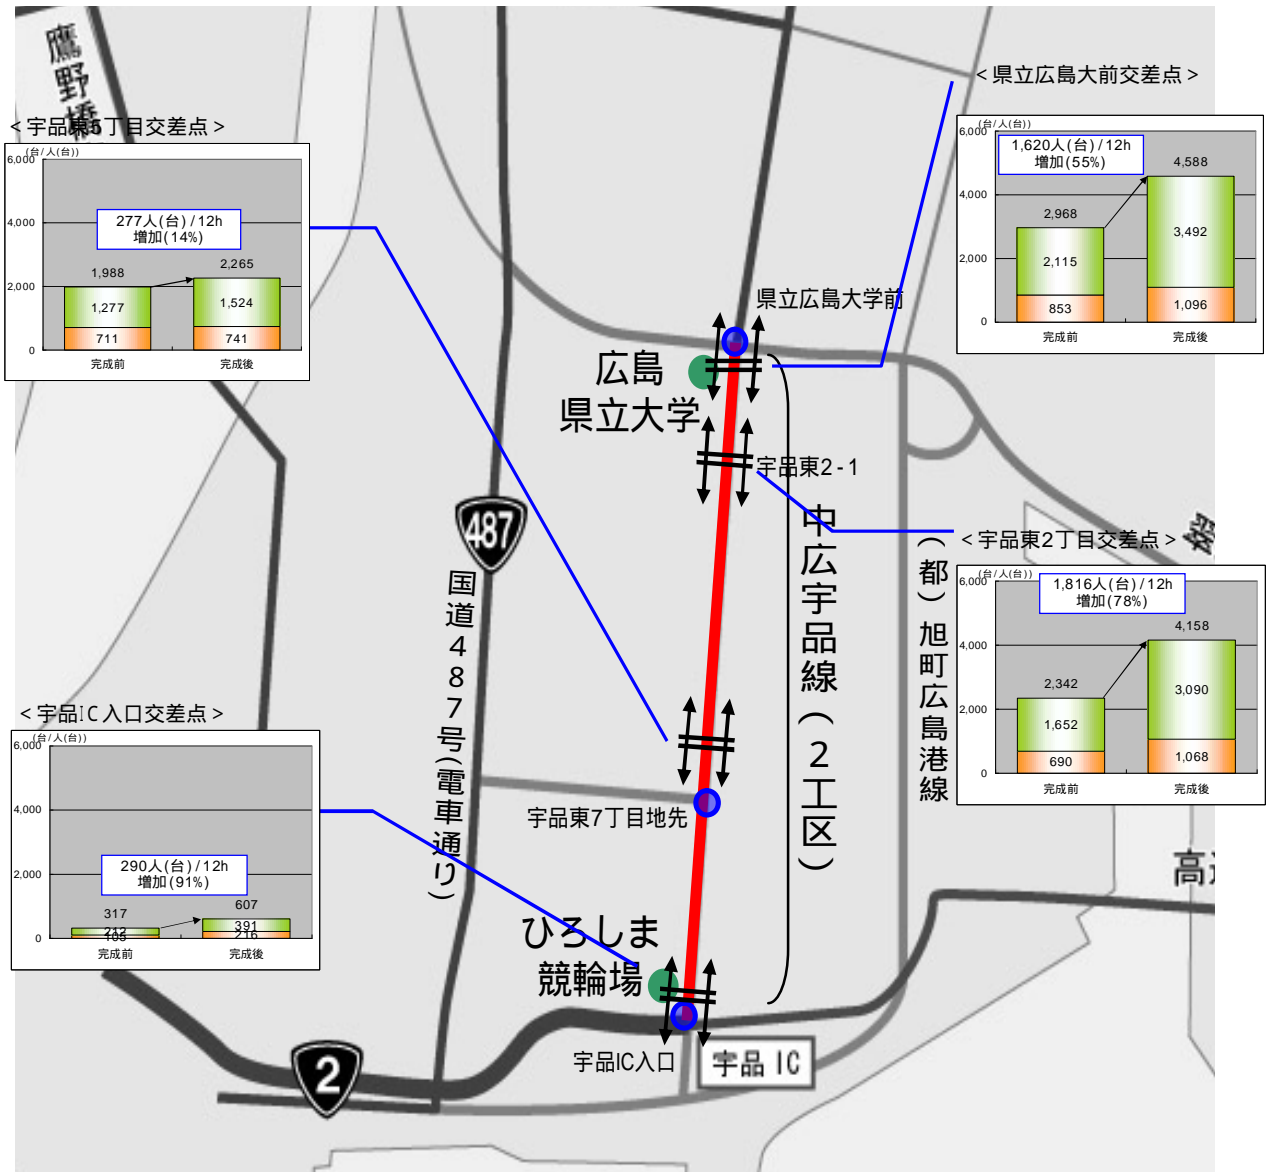 鷹野橋
<県立広島大前交差点>
(台/人(台))
6,000
4,000
2,000
0
1,620人(台)/12h
増加(55%)
2,968
2,115
853
4,588
3,492
1,096
完成前
完成後
<宇品東5丁目交差点>
(台/人(台))
6,000
4,000
2,000
0
277人(台)/12h
増加(14%)
1,988
1,277
711
2,265
1,524
741
完成前
完成後
県立広島大学前
広島
県立大学
宇品東2-1
487
国道487号(電車通り)
中広宇品線(2工区)
(都)旭町広島港線
<宇品東2丁目交差点>
(台/人(台))
6,000
4,000
2,000
0
1,816人(台)/12h
増加(78%)
2,342
1,652
690
4,158
3,090
1,068
完成前
完成後
<宇品IC入口交差点>
(台/人(台))
6,000
4,000
2,000
0
290人(台)/12h
増加(91%)
317
212
105
607
391
216
完成前
完成後
宇品東7丁目地先
高速
ひろしま
競輪場
宇品IC入口
宇品 IC
2